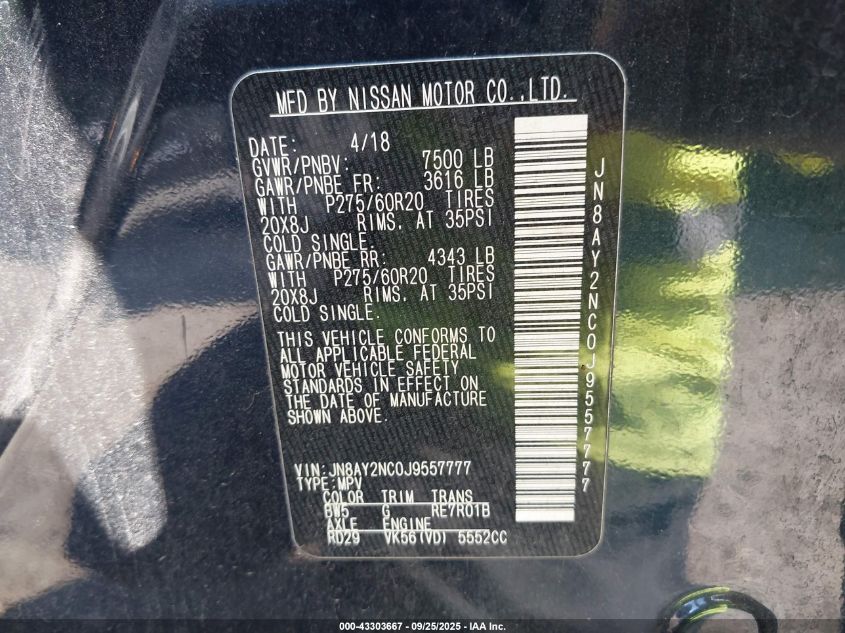 MFD BY NISSAN MOTOR CO.,LTD.
DATE: 4/18
GVWR/PNBV: 7500 LB
GAWR/PNBE FR: 3616 LB
WITH P275/60R20 TIRES
20X8J RIMS. AT 35PSI
COLD SINGLE.
GAWR/PNBE RR: 4343 LB
WITH P275/60R20 TIRES
20X8J RIMS. AT 35PSI
COLD SINGLE.
THIS VEHICLE CONFORMS TO
ALL APPLICABLE FEDERAL
MOTOR VEHICLE SAFETY
STANDARDS IN EFFECT ON
THE DATE OF MANUFACTURE
SHOWN ABOVE.
VIN:JN8AY2NC0J9557777
TYPE:MPV
COLOR TRIM TRANS
BW5 G RE7R01B
AXLE ENGINE
RD29 VK56(VD) 5552CC
JN8AY2NC0J9557777
000-43303667 - 09/25/2025 - IAA Inc.